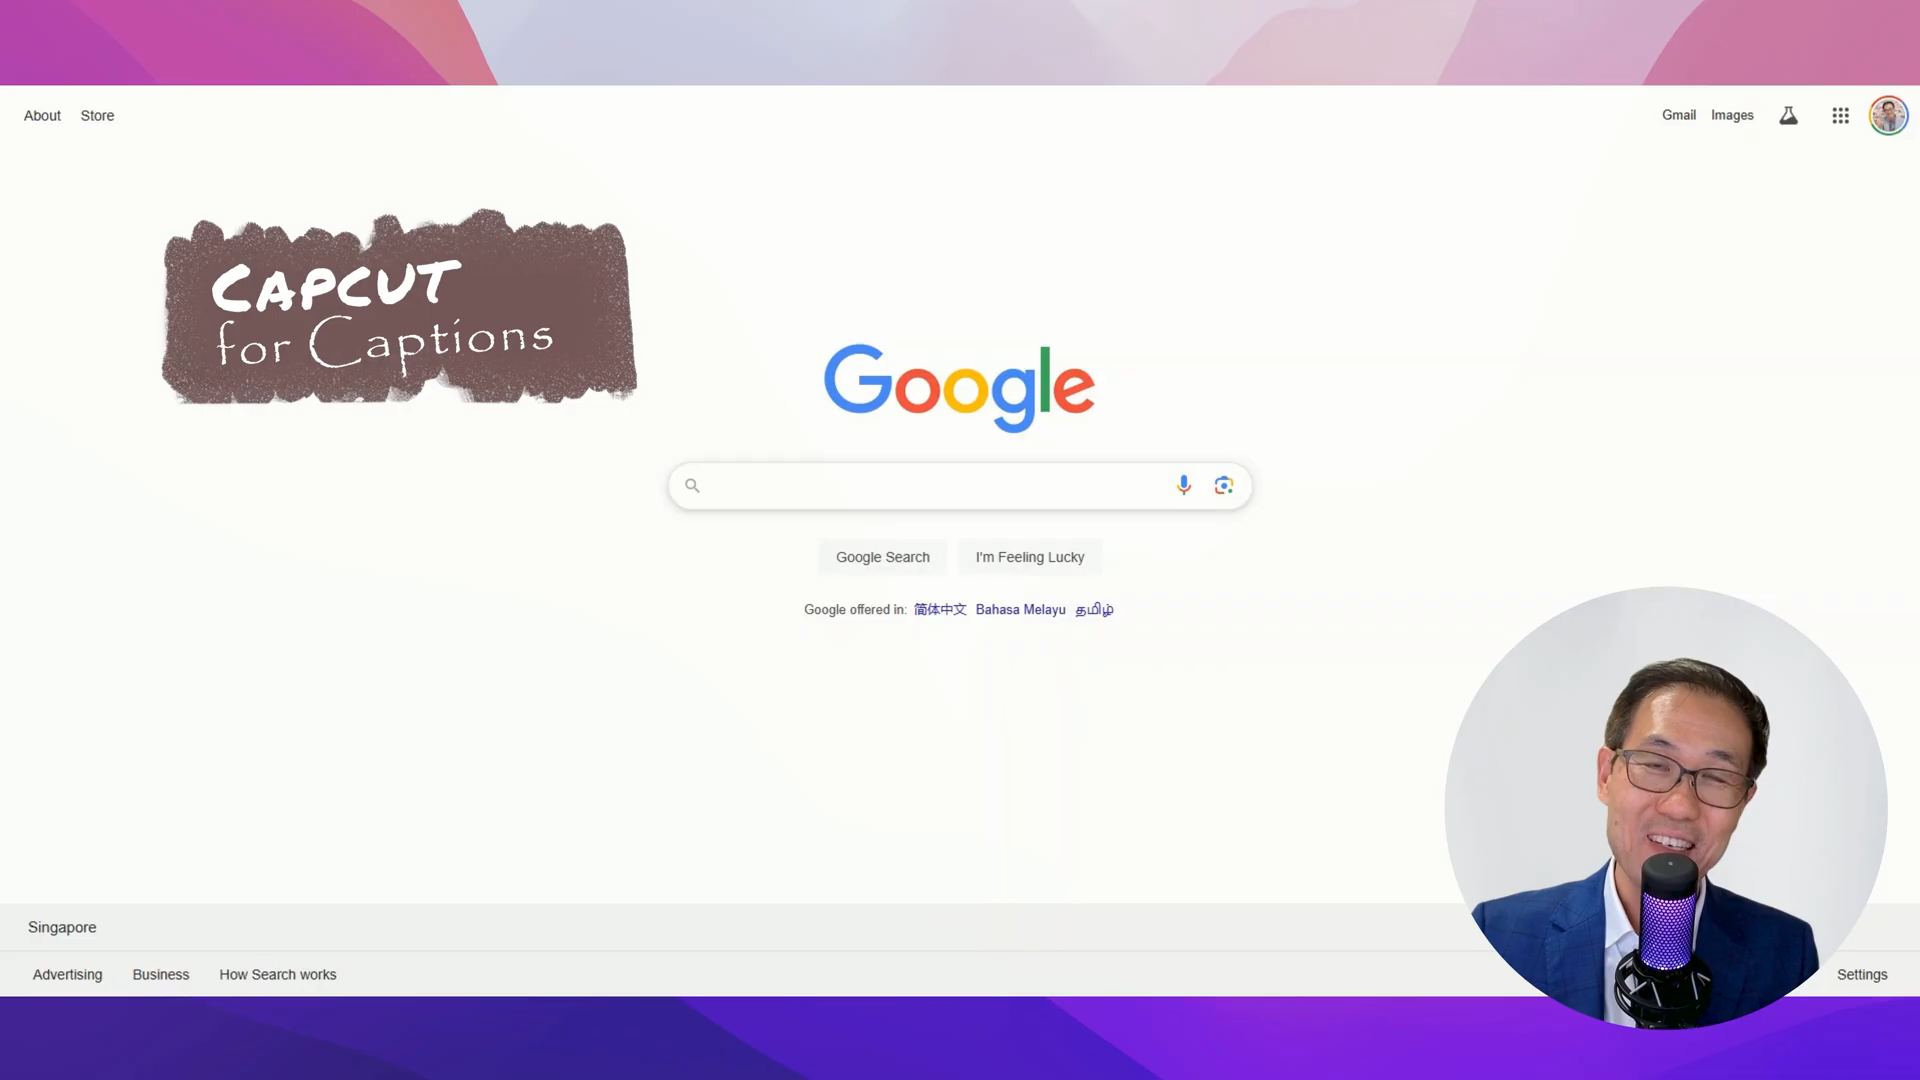 About Store
Gmail Images
CAPCUT
for Captions
Google
Google Search I'm Feeling Lucky
Google offered in: 简体中文 Bahasa Melayu தமிழ்
Singapore
Advertising Business How Search works
Settings